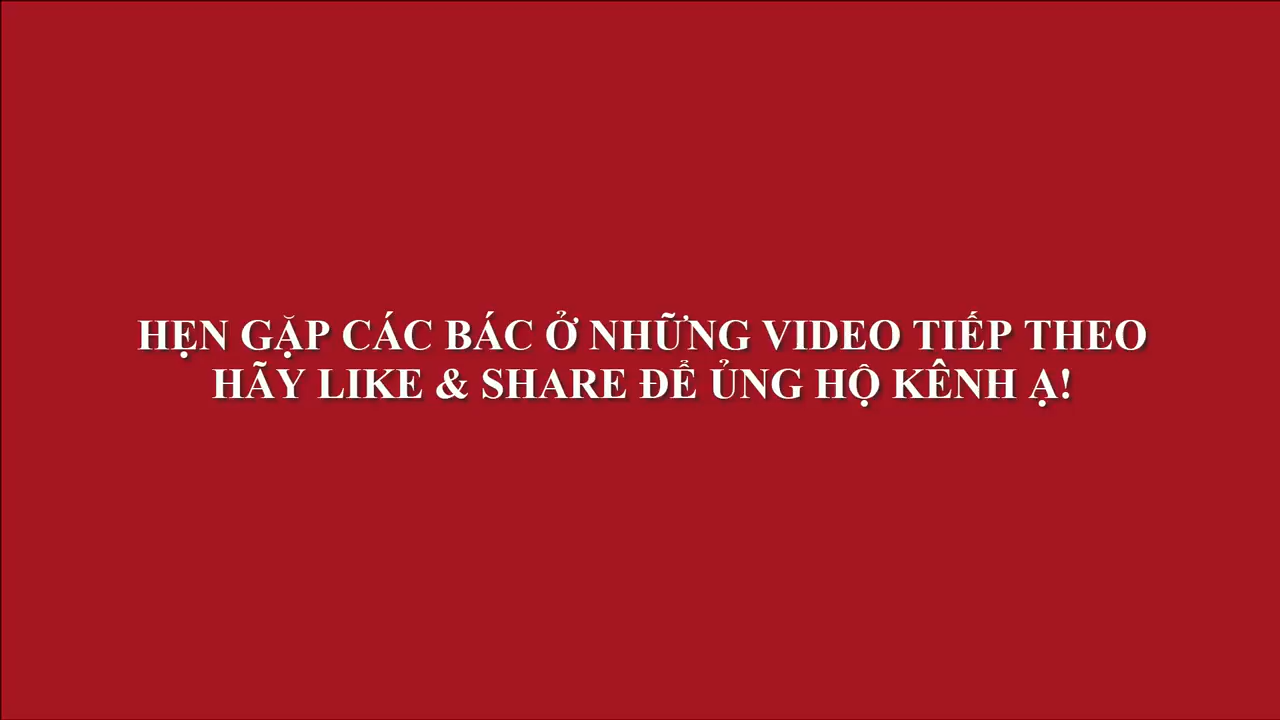 HẸN GẶP CÁC BÁC Ở NHỮNG VIDEO TIẾP THEO
HÃY LIKE & SHARE ĐỂ ỦNG HỘ KÊNH Ạ!